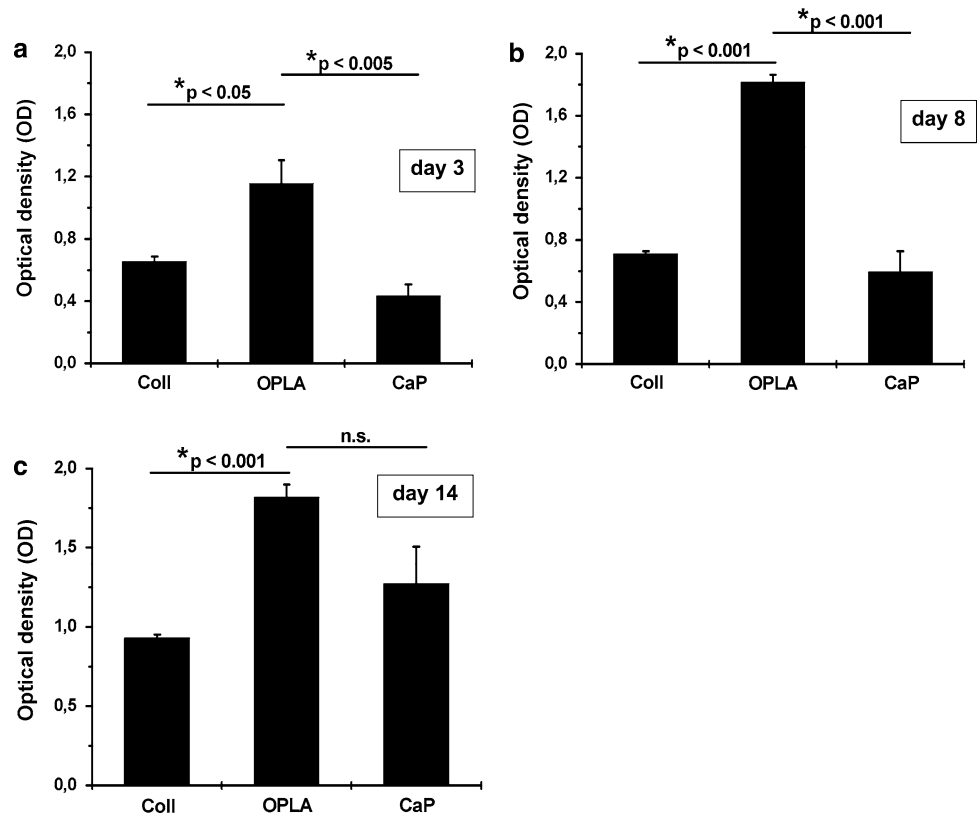 a
*p < 0.05
*p < 0.005
day 3
Optical density (OD)
2,0
1,6
1,2
0,8
0,4
0,0
Coll
OPLA
CaP
b
*p < 0.001
*p < 0.001
day 8
Optical density (OD)
2,0
1,6
1,2
0,8
0,4
0,0
Coll
OPLA
CaP
c
*p < 0.001
n.s.
day 14
Optical density (OD)
2,0
1,5
1,0
0,5
0,0
Coll
OPLA
CaP